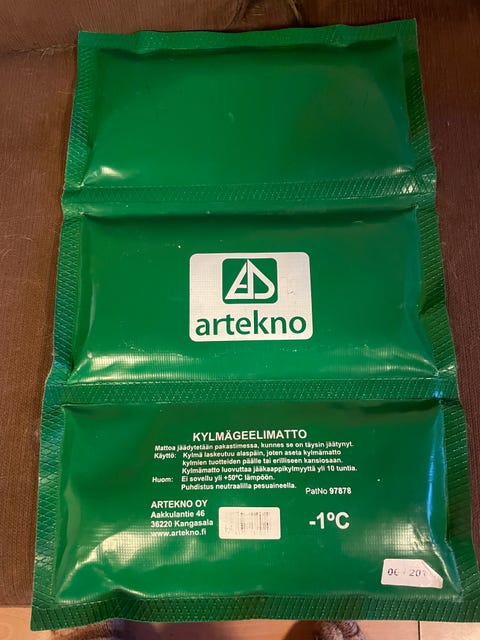 artekno
KYLMÄGEELIMATTO
Mattoa jäädytetään pakastimessa, kunnes se on täysin jäätynyt.
Käyttö: Kylmä laskeutuu alaspäin, joten aseta kylmämatto
kylmien tuotteiden päälle tai erilliseen kansiosaan.
Kylmämatto luovuttaa jääkaappikylmyyttä yli 10 tuntia.
Huom: Ei sovellu yli +50ºC lämpöön.
Puhdistus neutraalilla pesuaineella.
PatNo 97878
ARTEKNO OY
Aakkulantie 46
36220 Kangasala
www.artekno.fi
-1ºC